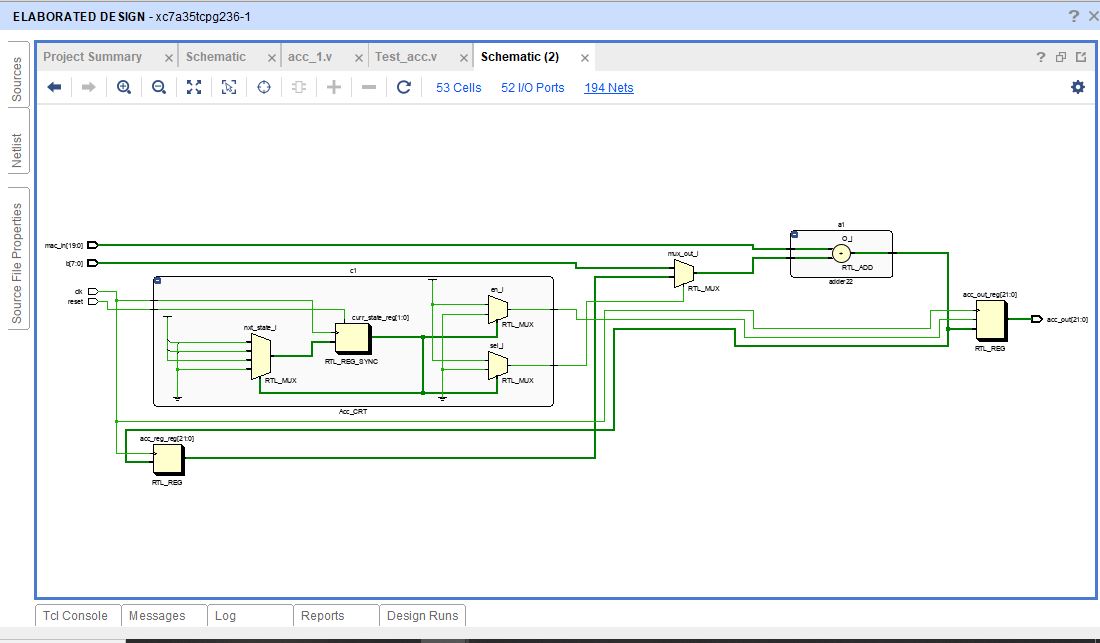 ELABORATED DESIGN - xc7a35tcpg236-1
Sources
Netlist
Source File Properties
Project Summary
Schematic
acc_1.v
Test_acc.v
Schematic (2)
53 Cells
52 I/O Ports
194 Nets
mac_in[19:0]
b[7:0]
clk
reset
c1
nxt_state_i
RTL_MUX
curr_state_reg[1:0]
RTL_REG_SYNC
en_i
RTL_MUX
sel_i
RTL_MUX
Acc_CRT
acc_reg_reg[21:0]
RTL_REG
mux_out_i
RTL_MUX
a1
O_i
+
RTL_ADD
adder22
acc_out_reg[21:0]
RTL_REG
acc_out[21:0]
Tcl Console
Messages
Log
Reports
Design Runs